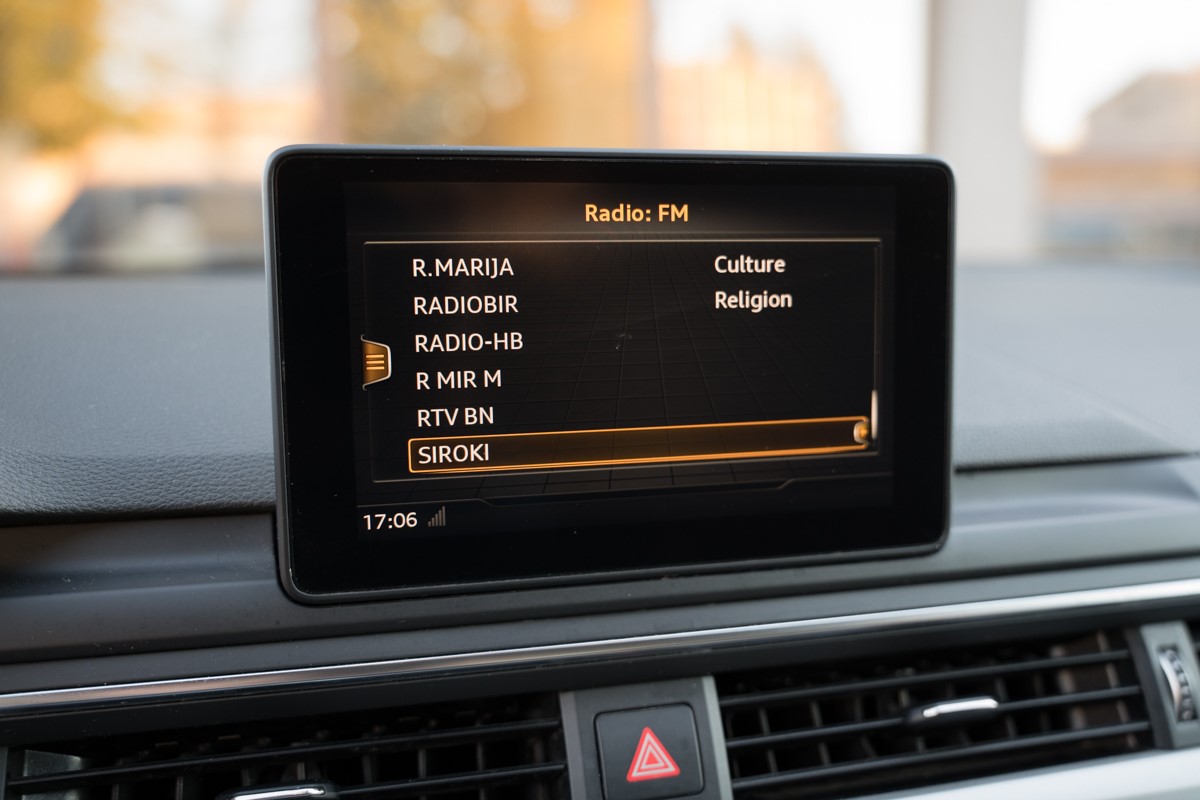 Radio: FM
R.MARIJA Culture
RADIOBIR Religion
RADIO-HB
R MIR M
RTV BN
SIROKI
17:06